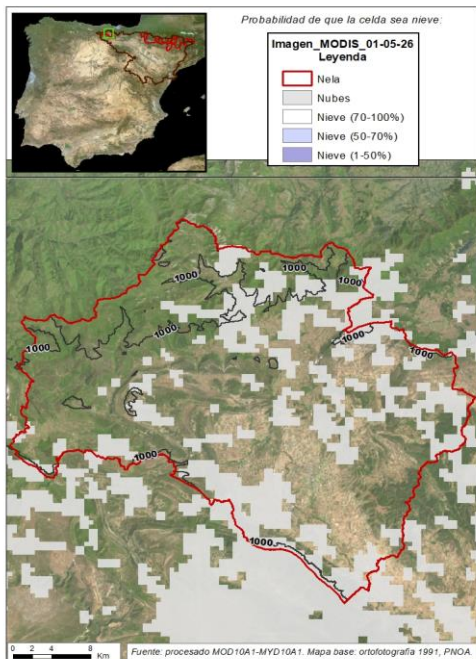 Probabilidad de que la celda sea nieve:
Imagen_MODIS_01-05-26
Leyenda
Nela
Nubes
Nieve (70-100%)
Nieve (50-70%)
Nieve (1-50%)
1000
1000
1000
1000
1000
1000
1000
1000
1000
1000
0 2 4 8
Km
Fuente: procesado MOD10A1-MYD10A1. Mapa base: ortofotografía 1991, PNOA